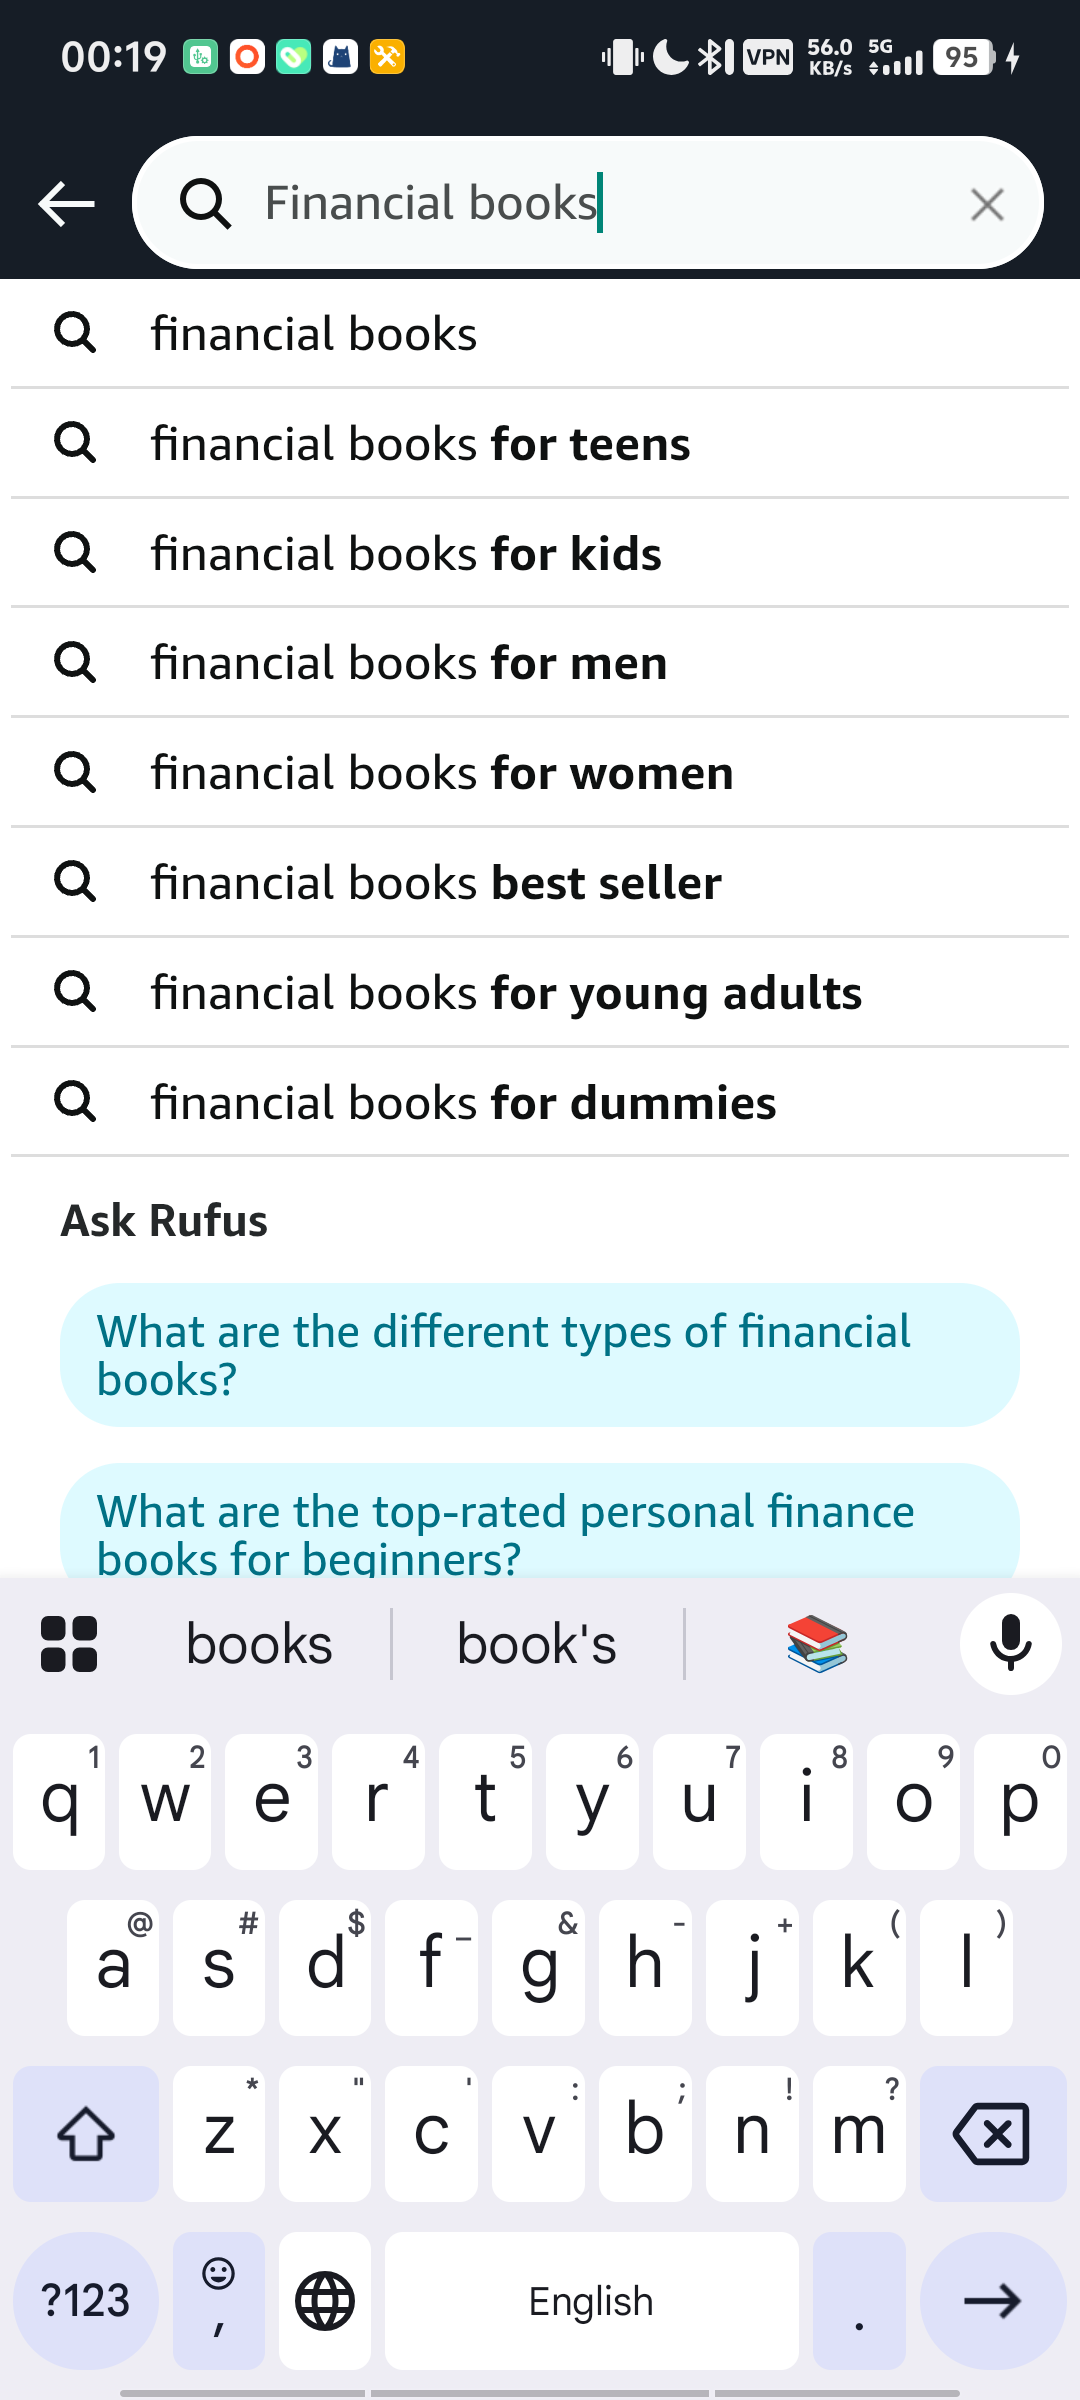 00:19
VPN
56.0
KB/s
5G
95
Financial books
financial books
financial books for teens
financial books for kids
financial books for men
financial books for women
financial books best seller
financial books for young adults
financial books for dummies
Ask Rufus
What are the different types of financial
books?
What are the top-rated personal finance
books for beginners?
books book's
q 1 w 2 e 3 r 4 t 5 y 6 u 7 i 8 o 9 p 0
a @ s # d $ f _ g & h - j + k ( l )
z * x " c ' v : b ; n ! m ?
?123 , English .